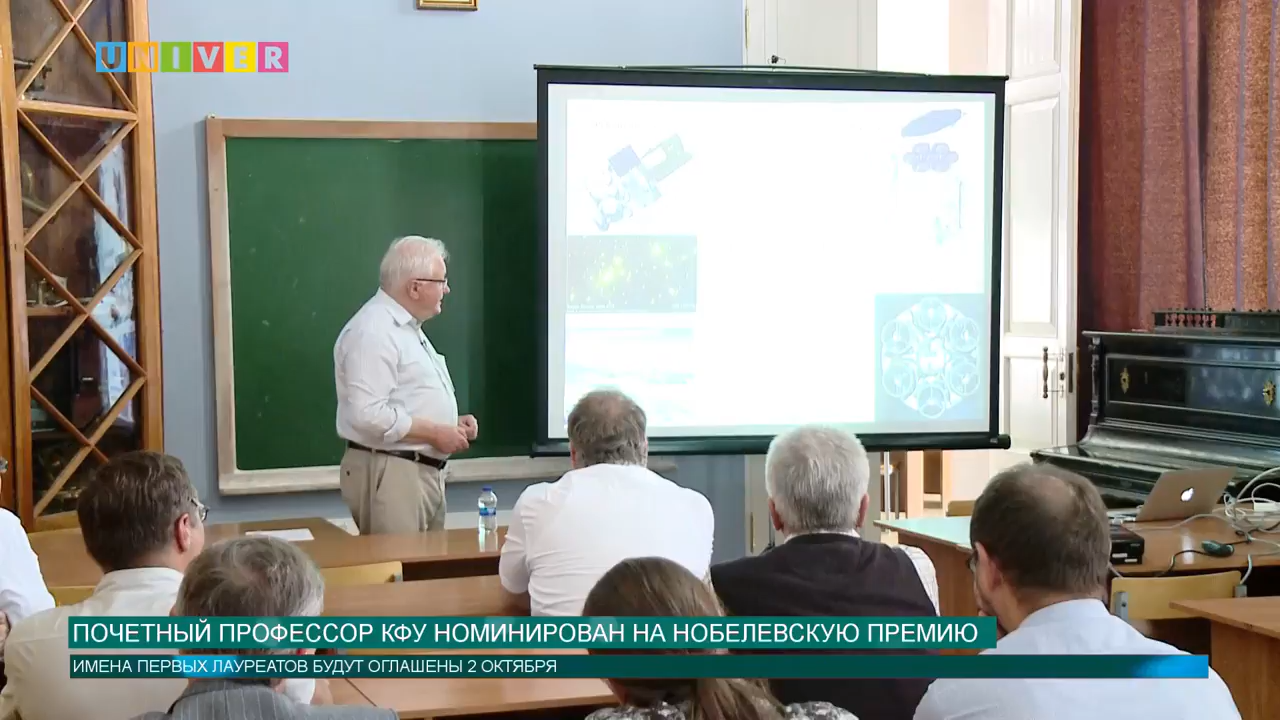 UNIVER
ПОЧЕТНЫЙ ПРОФЕССОР КФУ НОМИНИРОВАН НА НОБЕЛЕВСКУЮ ПРЕМИЮ
ИМЕНА ПЕРВЫХ ЛАУРЕАТОВ БУДУТ ОГЛАШЕНЫ 2 ОКТЯБРЯ